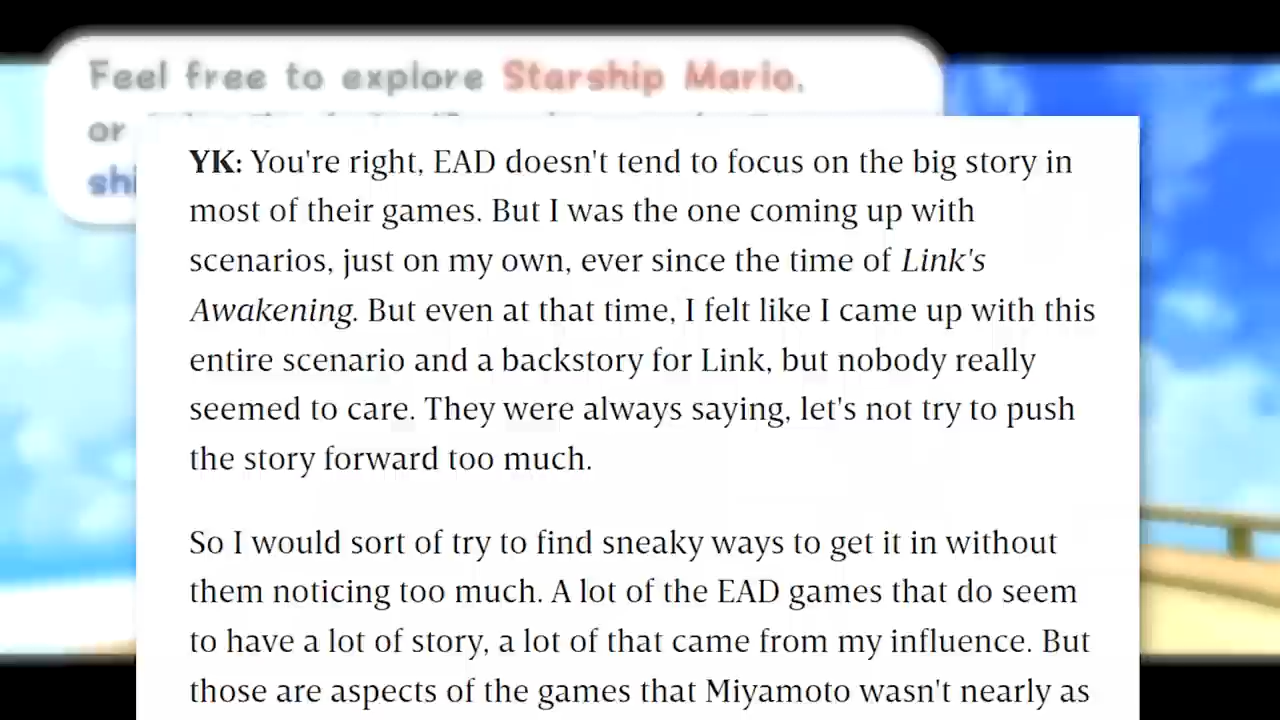 Feel free to explore Starship Mario,
or
shi
YK: You're right, EAD doesn't tend to focus on the big story in
most of their games. But I was the one coming up with
scenarios, just on my own, ever since the time of Link's
Awakening. But even at that time, I felt like I came up with this
entire scenario and a backstory for Link, but nobody really
seemed to care. They were always saying, let's not try to push
the story forward too much.
So I would sort of try to find sneaky ways to get it in without
them noticing too much. A lot of the EAD games that do seem
to have a lot of story, a lot of that came from my influence. But
those are aspects of the games that Miyamoto wasn't nearly as